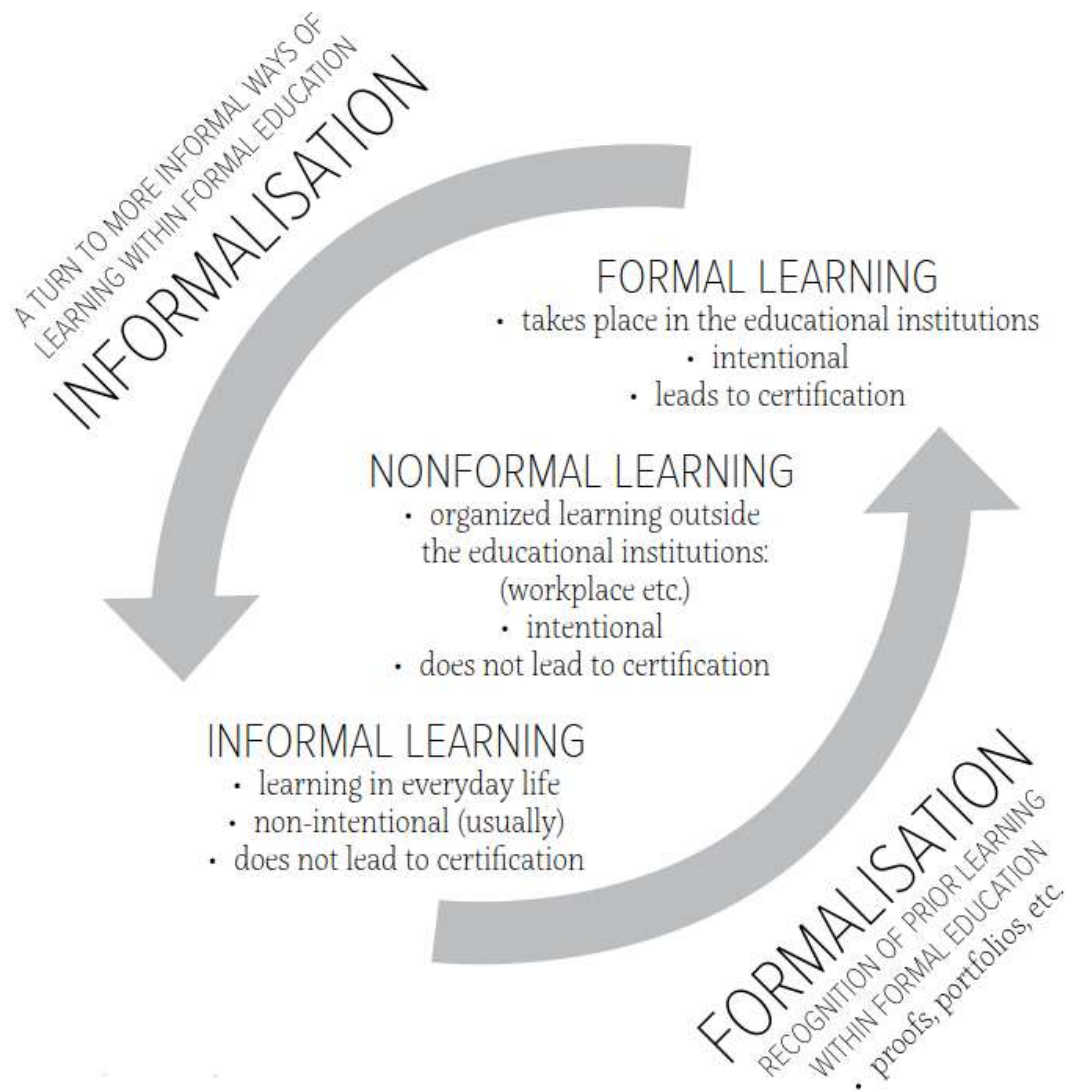 A TURN TO MORE INFORMAL WAYS OF
LEARNING WITHIN FORMAL EDUCATION
INFORMALISATION
FORMAL LEARNING
• takes place in the educational institutions
• intentional
• leads to certification
NONFORMAL LEARNING
• organized learning outside
the educational institutions:
(workplace etc.)
• intentional
• does not lead to certification
INFORMAL LEARNING
• learning in everyday life
• non-intentional (usually)
• does not lead to certification
FORMALISATION
RECOGNITION OF PRIOR LEARNING
WITHIN FORMAL EDUCATION
• proofs, portfolios, etc.